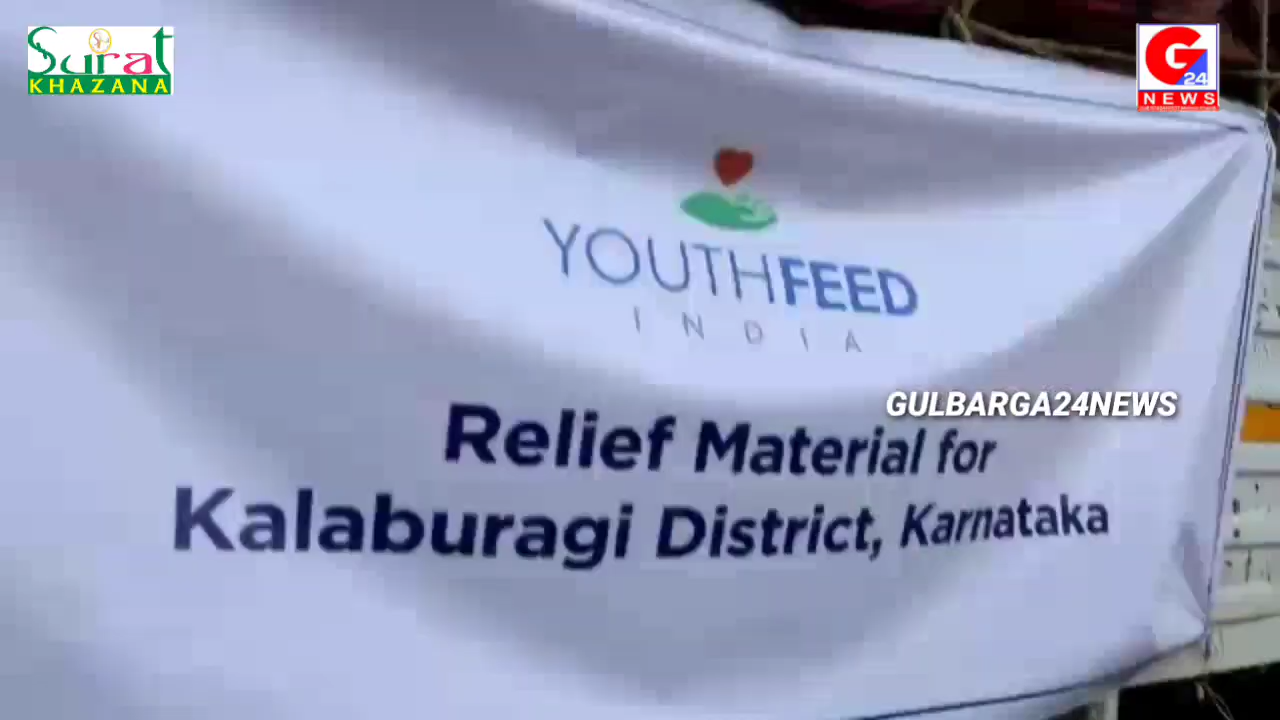 Surat
KHAZANA
G
24
NEWS
YOUTHFEED
INDIA
GULBARGA24NEWS
Relief Material for
Kalaburagi District, Karnataka